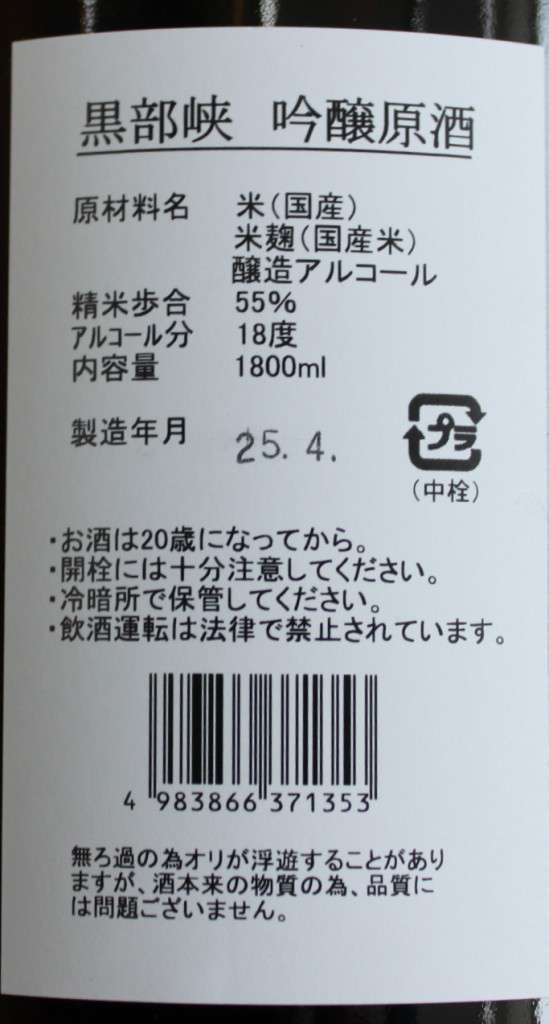 黒部峡 吟醸原酒
原材料名 米(国産)
米麹(国産米)
醸造アルコール
精米歩合 55%
アルコール分 18度
内容量 1800ml
製造年月 25.4.
プラ
(中栓)
・お酒は20歳になってから。
・開栓には十分注意してください。
・冷暗所で保管してください。
・飲酒運転は法律で禁止されています。
4 983866 371353
無ろ過の為オリが浮遊することがあり
ますが、酒本来の物質の為、品質に
は問題ございません。